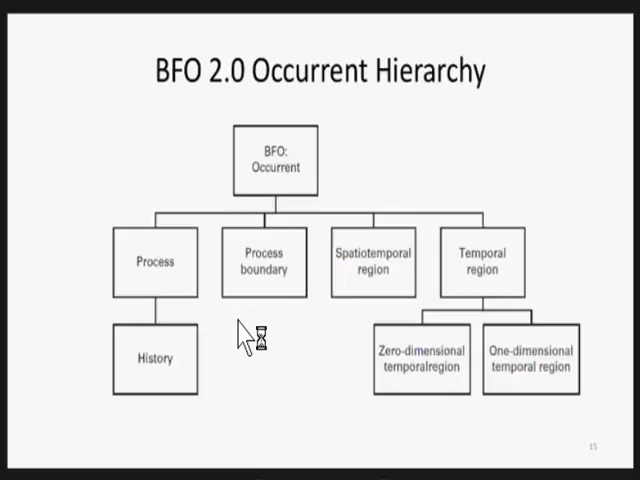 BFO 2.0 Occurrent Hierarchy
BFO:
Occurrent
Process
Process
boundary
Spatiotemporal
region
Temporal
region
History
Zero-dimensional
temporalregion
One-dimensional
temporal region
15